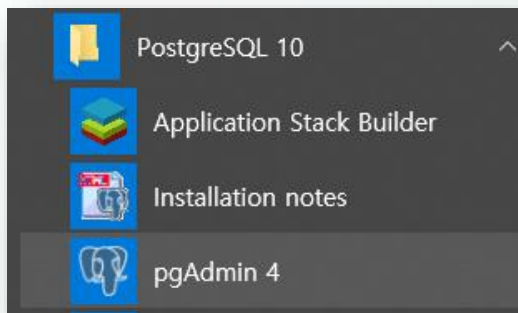 PostgreSQL 10
Application Stack Builder
Installation notes
pgAdmin 4